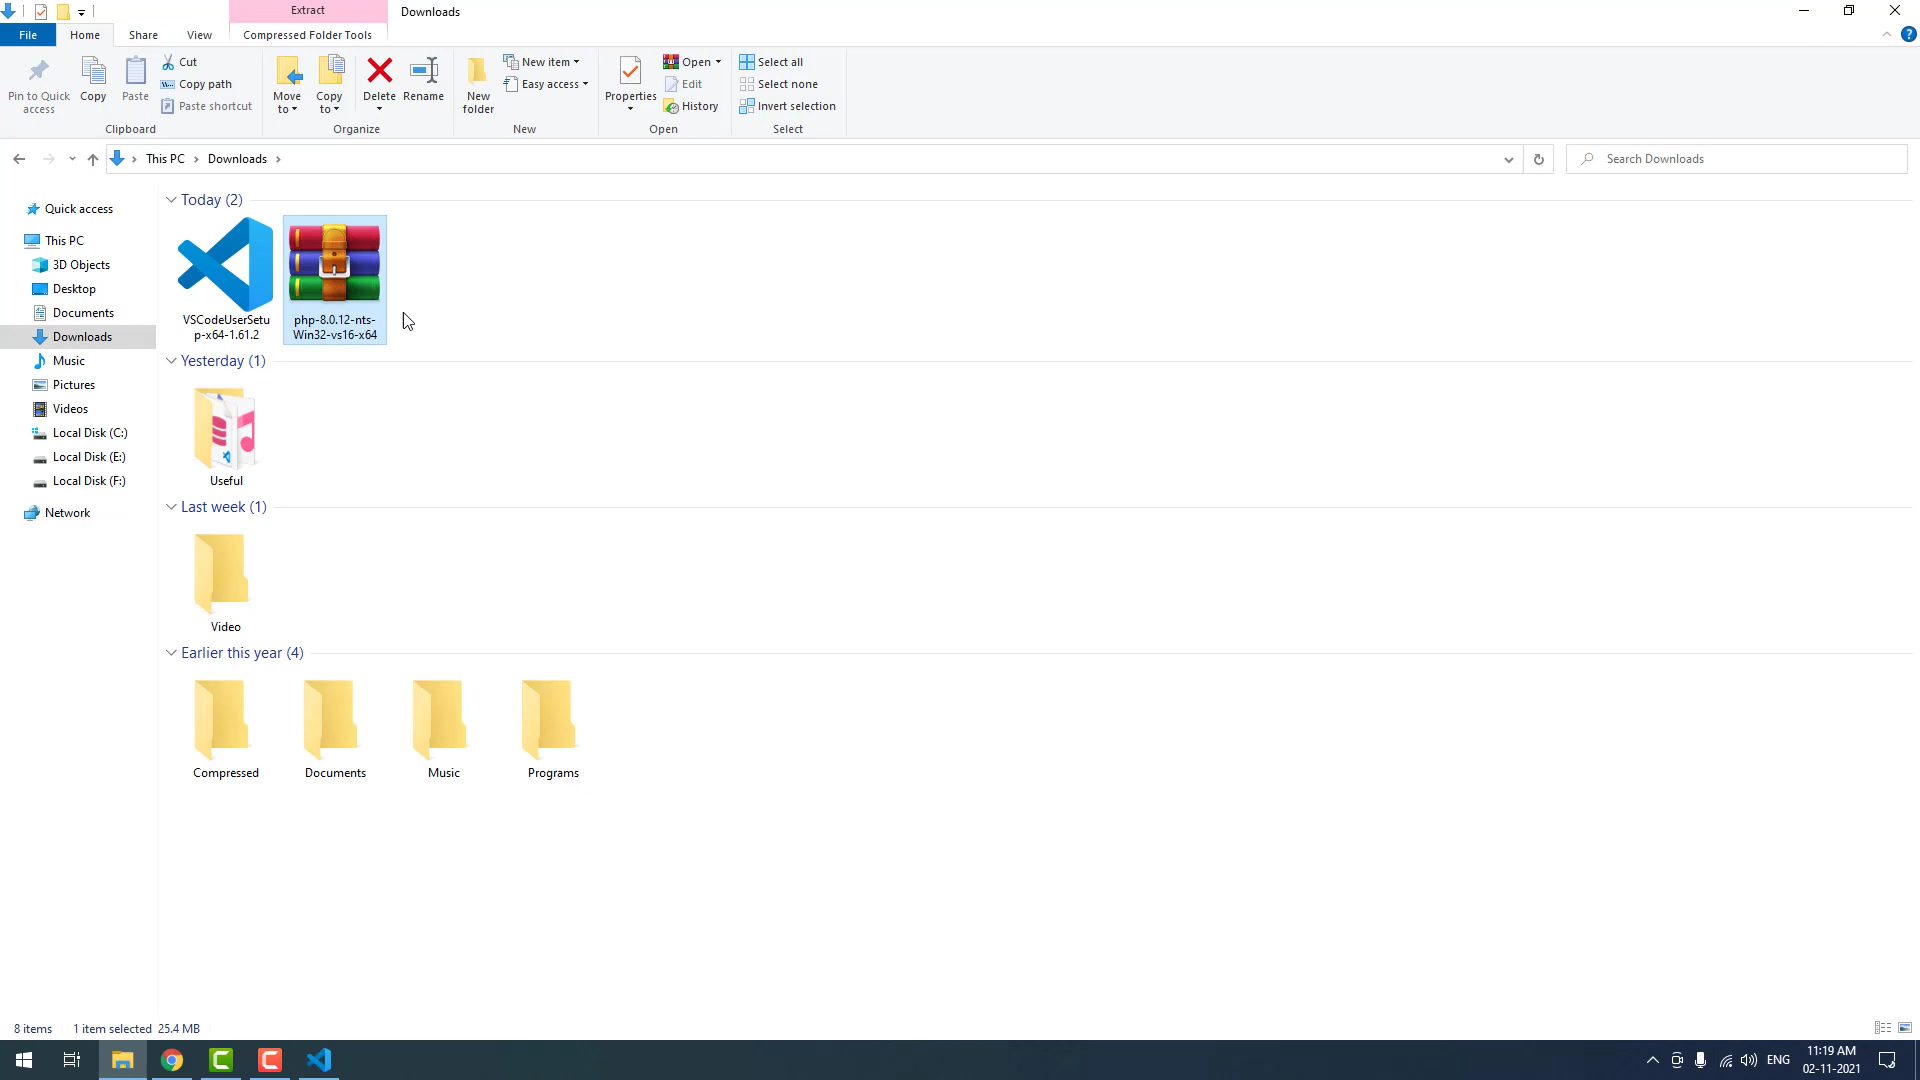 Extract
Downloads
File
Home
Share
View
Compressed Folder Tools
Pin to Quick
access
Copy
Paste
Cut
Copy path
Paste shortcut
Clipboard
Move
to
Copy
to
Delete
Rename
Organize
New
folder
New item
Easy access
New
Properties
Open
Edit
History
Open
Select all
Select none
Invert selection
Select
This PC
Downloads
Search Downloads
Quick access
This PC
3D Objects
Desktop
Documents
Downloads
Music
Pictures
Videos
Local Disk (C:)
Local Disk (E:)
Local Disk (F:)
Network
Today (2)
VSCodeUserSetu
p-x64-1.61.2
php-8.0.12-nts-
Win32-vs16-x64
Yesterday (1)
Useful
Last week (1)
Video
Earlier this year (4)
Compressed
Documents
Music
Programs
8 items
1 item selected 25.4 MB
ENG
11:19 AM
02-11-2021